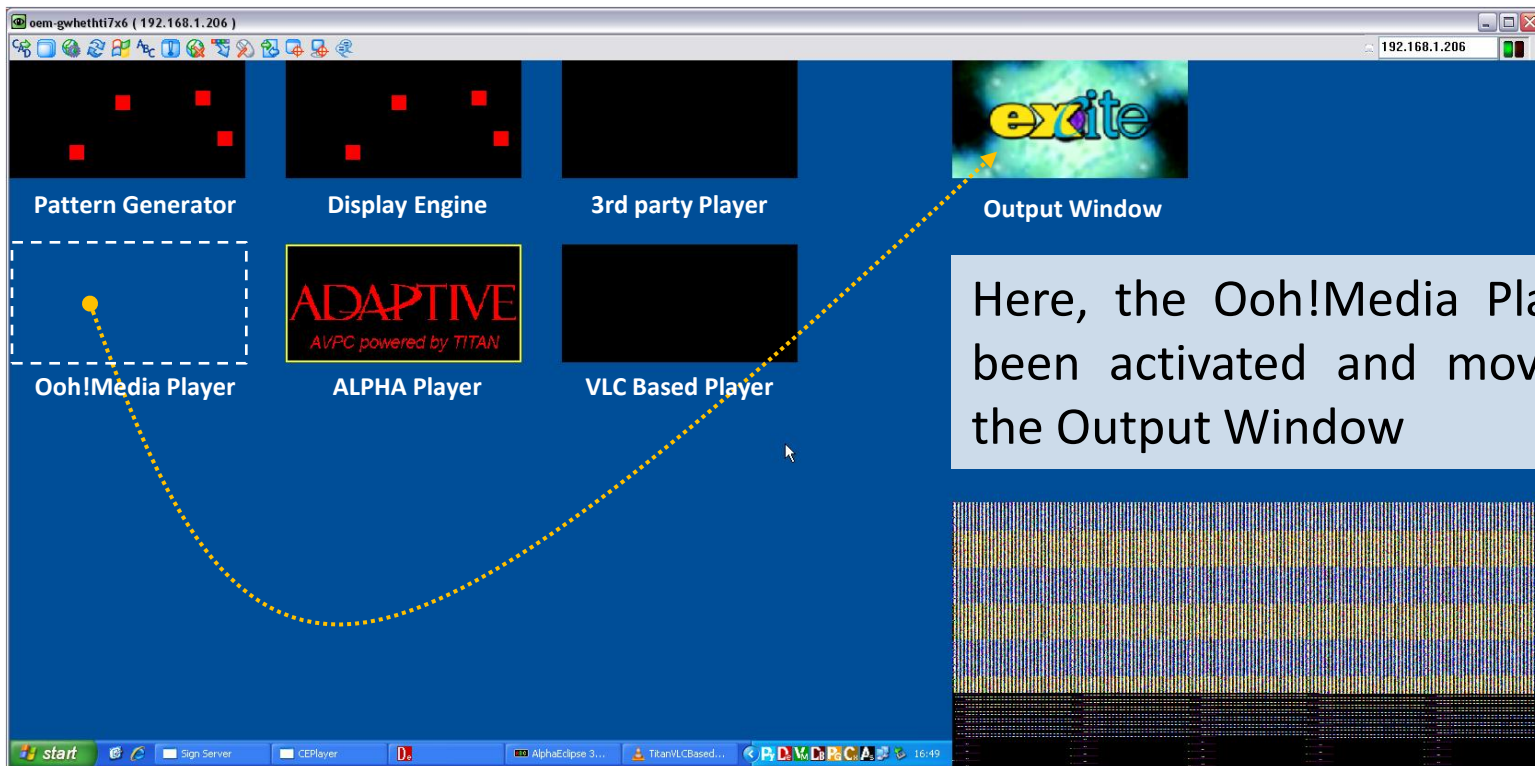 oem-gwhethti7x6 ( 192.168.1.206 )
192.168.1.206
excite
Pattern Generator
Display Engine
3rd party Player
Output Window
ADAPTIVE
AVPC powered by TITAN
Ooh!Media Player
ALPHA Player
VLC Based Player
Here, the Ooh!Media Pla
been activated and mov
the Output Window
start
Sign Server
CEPlayer
AlphaEclipse 3...
TitanVLCBased...
16:49